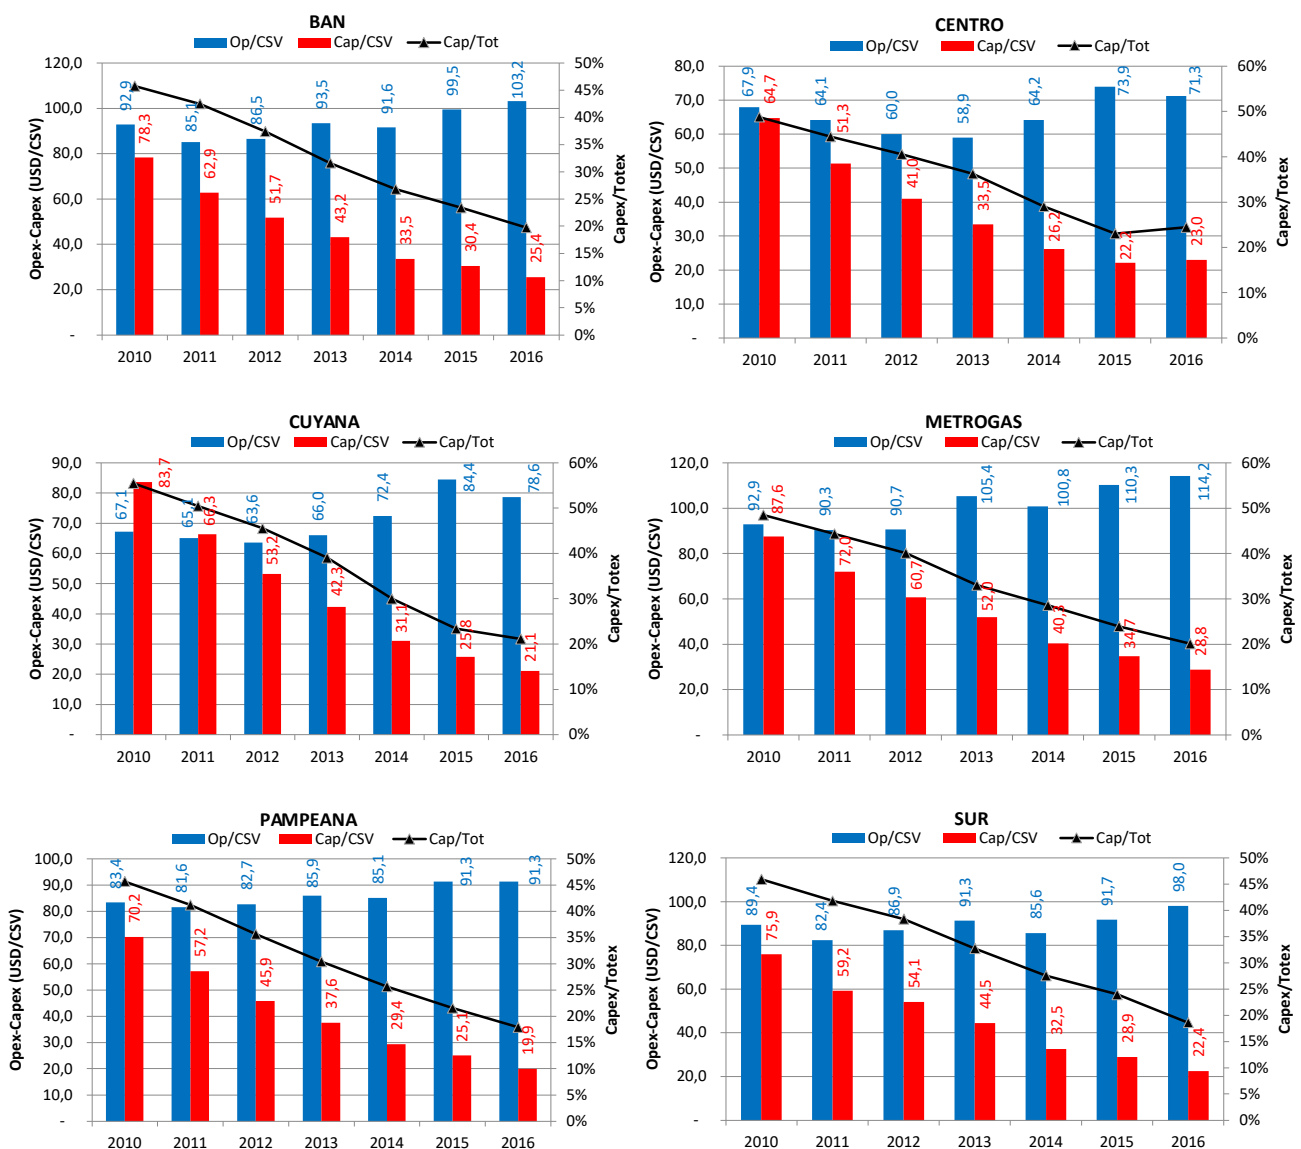 BAN
Op/CSV Cap/CSV Cap/Tot
Opex-Capex (USD/CSV)
120,0
100,0
80,0
60,0
40,0
20,0
-
92,9 85,1 86,5 93,5 91,6 99,5 103,2
78,3 62,9 51,7 43,2 33,5 30,4 25,4
50%
45%
40%
35%
30%
25%
20%
15%
10%
5%
0%
Capex/Totex
2010 2011 2012 2013 2014 2015 2016
CENTRO
Op/CSV Cap/CSV Cap/Tot
Opex-Capex (USD/CSV)
80,0
70,0
60,0
50,0
40,0
30,0
20,0
10,0
-
67,9 64,1 60,0 58,9 64,2 73,9 71,3
64,7 51,3 41,0 33,5 26,2 22,2 23,0
60%
50%
40%
30%
20%
10%
0%
Capex/Totex
2010 2011 2012 2013 2014 2015 2016
CUYANA
Op/CSV Cap/CSV Cap/Tot
Opex-Capex (USD/CSV)
90,0
80,0
70,0
60,0
50,0
40,0
30,0
20,0
10,0
-
67,1 65,1 63,6 66,0 72,4 84,4 78,6
83,7 66,3 53,2 42,3 31,1 25,8 21,1
60%
50%
40%
30%
20%
10%
0%
Capex/Totex
2010 2011 2012 2013 2014 2015 2016
METROGAS
Op/CSV Cap/CSV Cap/Tot
Opex-Capex (USD/CSV)
120,0
100,0
80,0
60,0
40,0
20,0
-
92,9 90,3 90,7 105,4 100,8 110,3 114,2
87,6 72,0 60,7 52,0 34,7 28,8
60%
50%
40%
30%
20%
10%
0%
Capex/Totex
2010 2011 2012 2013 2014 2015 2016
PAMPEANA
Op/CSV Cap/CSV Cap/Tot
Opex-Capex (USD/CSV)
100,0
90,0
80,0
70,0
60,0
50,0
40,0
30,0
20,0
10,0
-
83,4 81,6 82,7 85,9 85,1 91,3 91,3
70,2 57,2 45,9 37,6 29,4 25,1 19,9
50%
45%
40%
35%
30%
25%
20%
15%
10%
5%
0%
Capex/Totex
2010 2011 2012 2013 2014 2015 2016
SUR
Op/CSV Cap/CSV Cap/Tot
Opex-Capex (USD/CSV)
120,0
100,0
80,0
60,0
40,0
20,0
-
89,4 82,4 86,9 91,3 85,6 91,7 98,0
75,9 59,2 54,1 44,5 32,5 28,9 22,4
50%
45%
40%
35%
30%
25%
20%
15%
10%
5%
0%
Capex/Totex
2010 2011 2012 2013 2014 2015 2016